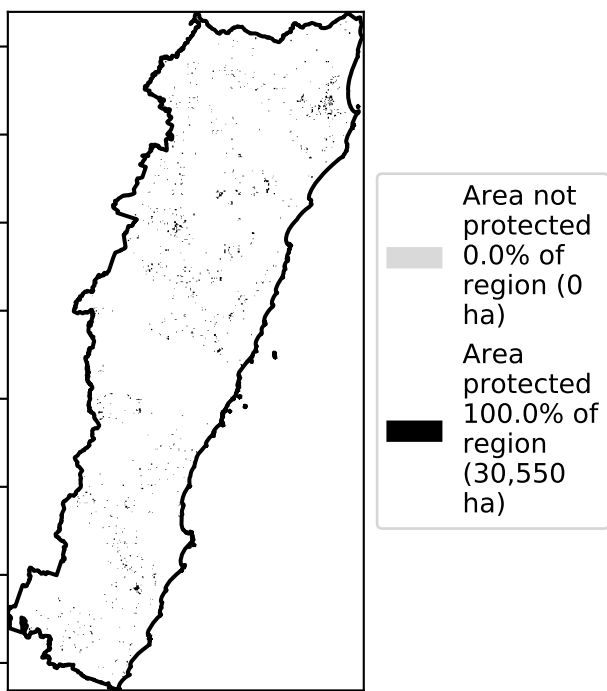 Area not
protected
0.0% of
region (0
ha)
Area
protected
100.0% of
region
(30,550
ha)